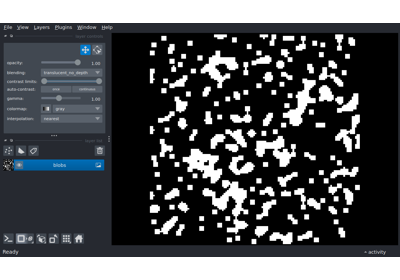 File View Layers Plugins Window Help
opacity: 1.00
blending: translucent_no_depth
contrast limits:
auto-contrast: once continuous
gamma: 1.00
colormap: gray
interpolation: nearest
blobs
Ready
activity